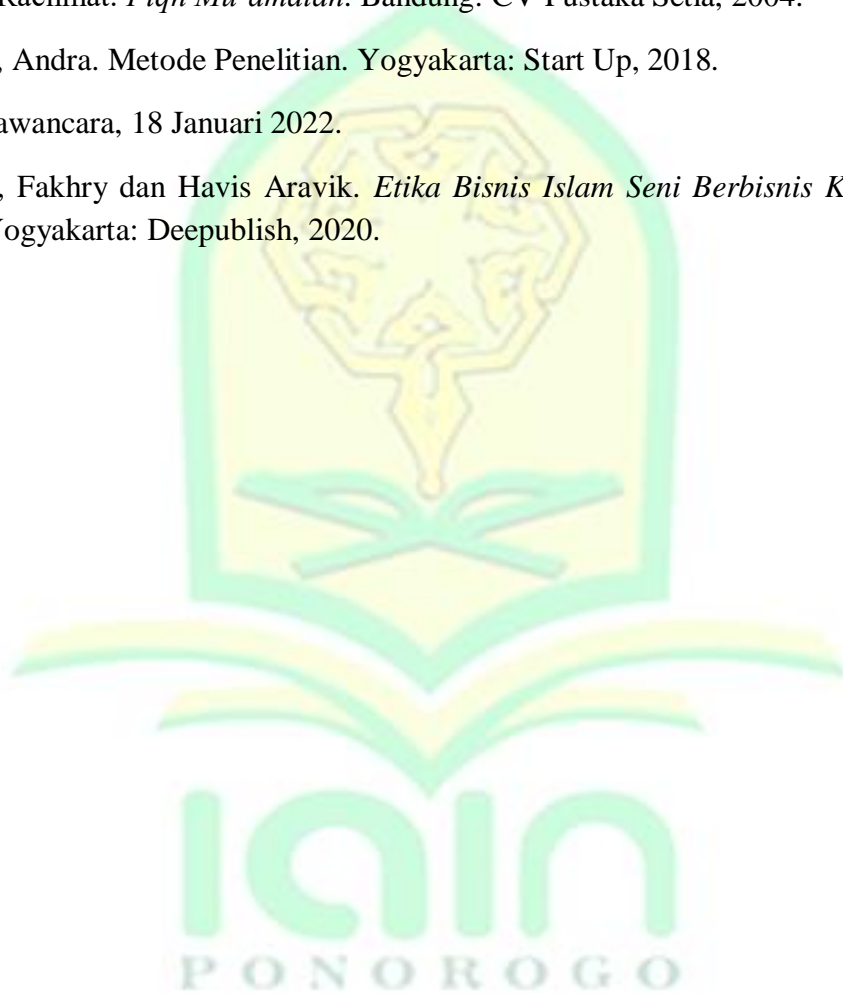 Rachmat. Fiqh Mu'amalah. Bandung: CV Pustaka Setia, 2004.
, Andra. Metode Penelitian. Yogyakarta: Start Up, 2018.
awancara, 18 Januari 2022.
, Fakhry dan Havis Aravik. Etika Bisnis Islam Seni Berbisnis K
Yogyakarta: Deepublish, 2020.
iain
PONOROGO